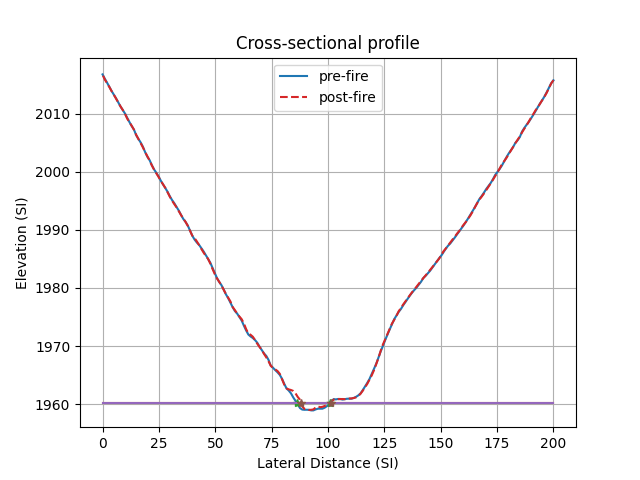 Cross-sectional profile
pre-fire
post-fire
Elevation (SI)
2010
2000
1990
1980
1970
1960
0 25 50 75 100 125 150 175 200
Lateral Distance (SI)